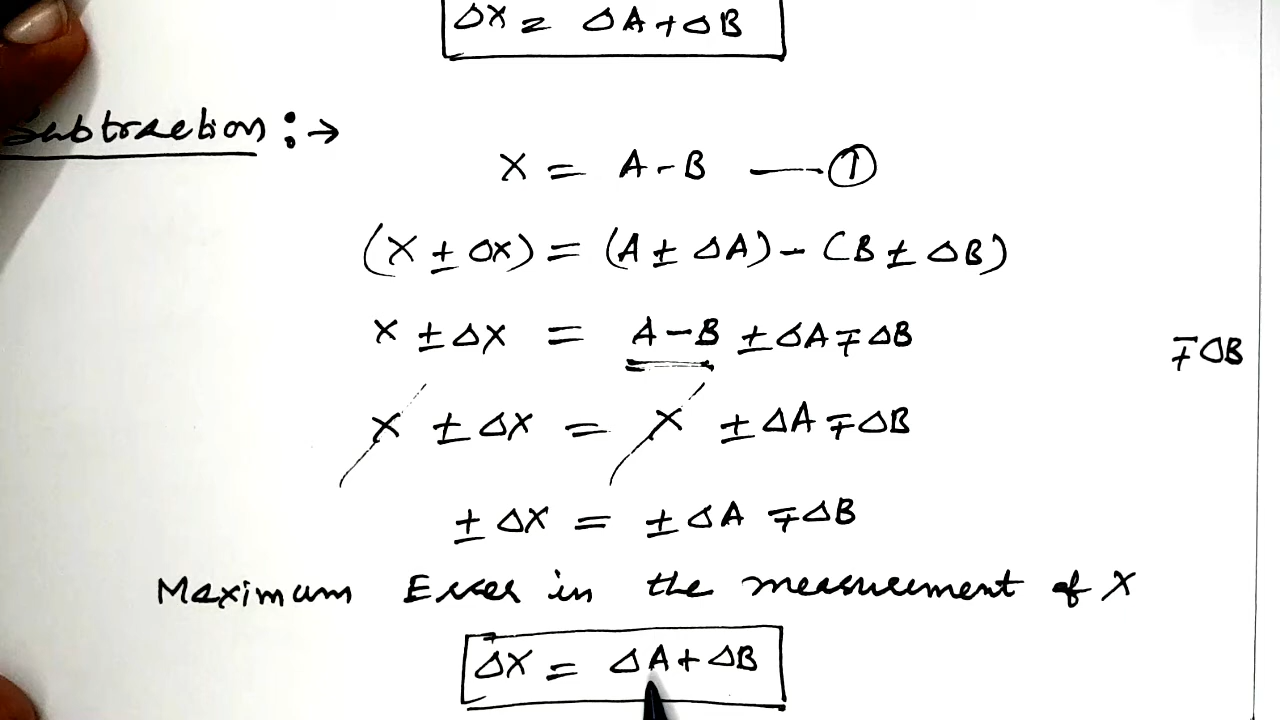 ΔX = ΔA + ΔB
Subtraction :→
X = A - B —— ①
(X ± ΔX) = (A ± ΔA) - (B ± ΔB)
X ± ΔX = A - B ± ΔA ∓ ΔB
∓ΔB
X ± ΔX = X ± ΔA ∓ ΔB
± ΔX = ± ΔA ∓ ΔB
Maximum Error in the measurement of X
ΔX = ΔA + ΔB